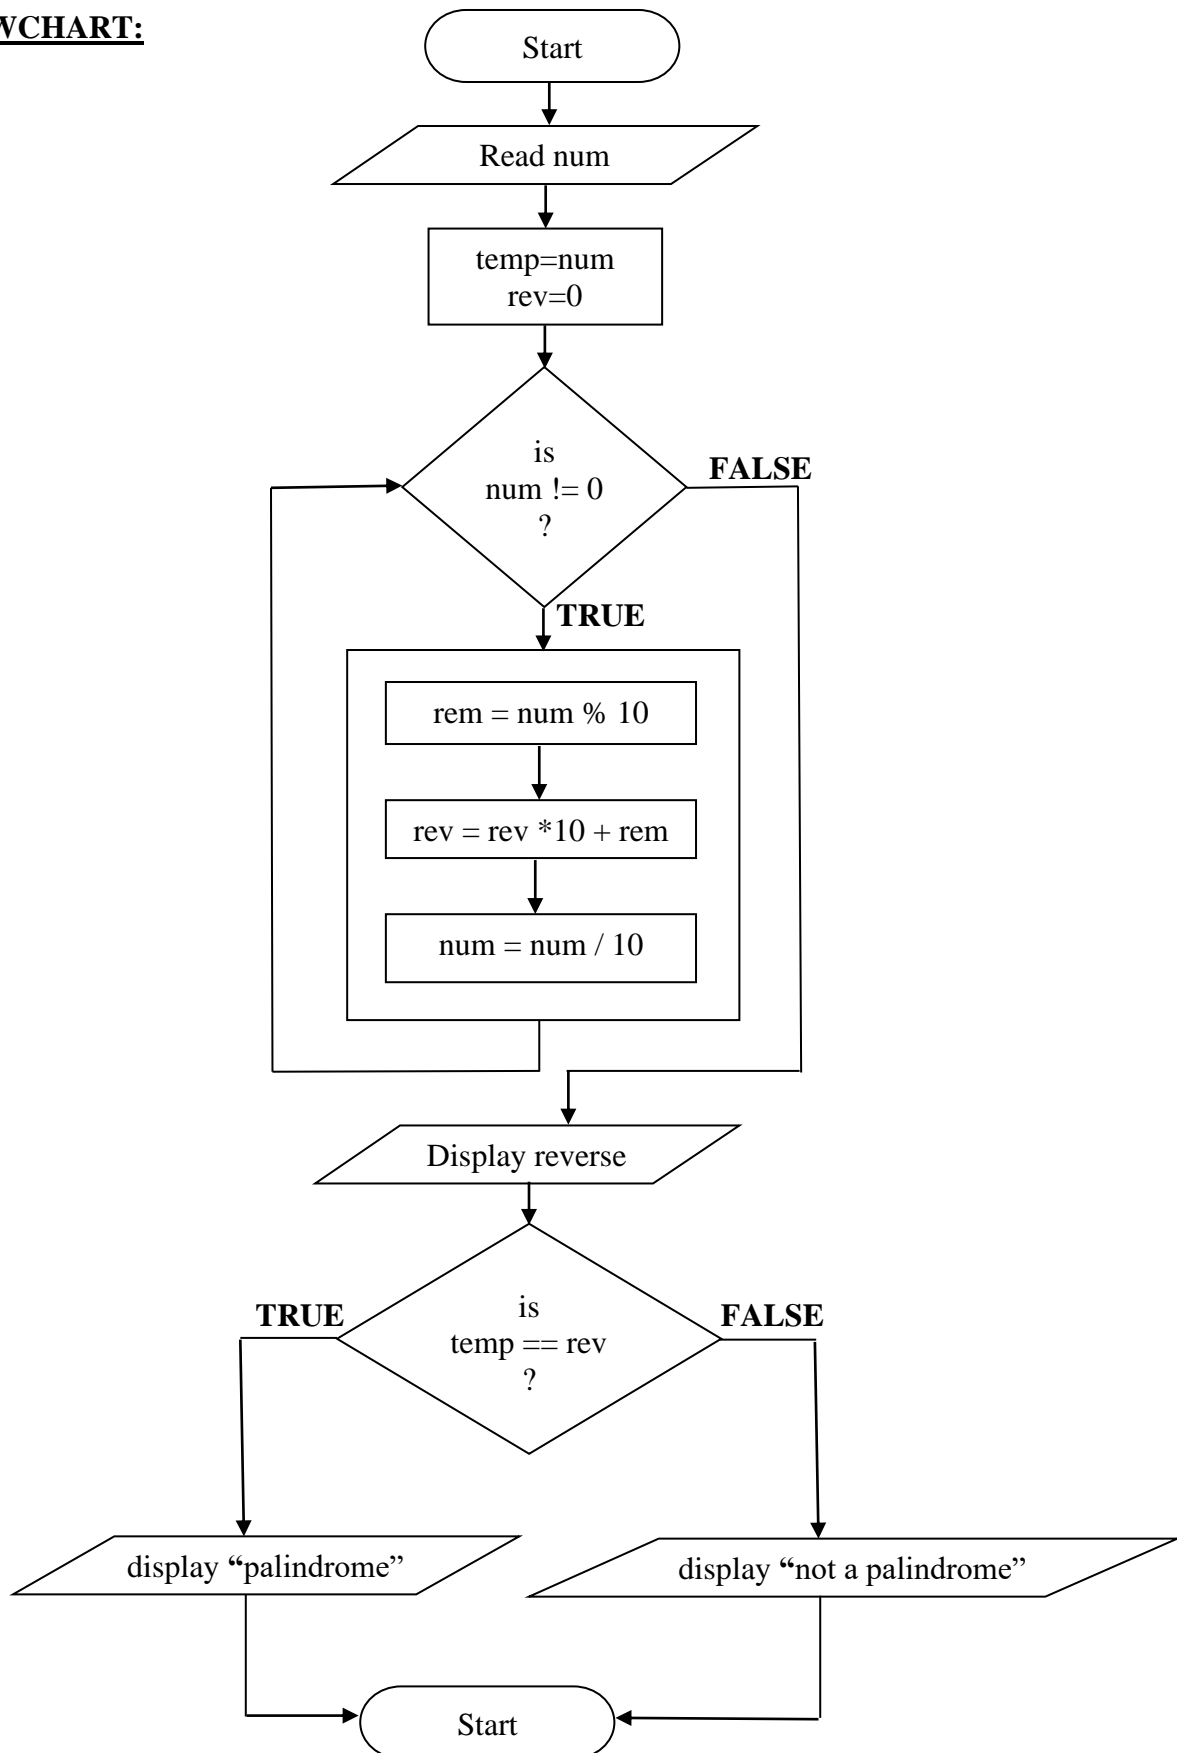 WCHART:
Start
Read num
temp=num
rev=0
is
num != 0
?
FALSE
TRUE
rem = num % 10
rev = rev *10 + rem
num = num / 10
Display reverse
is
temp == rev
?
TRUE
FALSE
display “palindrome”
display “not a palindrome”
Start